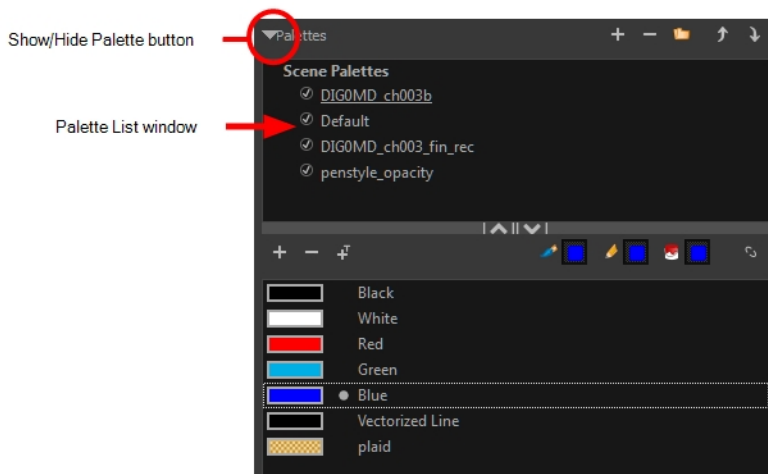 Show/Hide Palette button
Palettes
Scene Palettes
DIG0MD_ch003b
Palette List window
Default
DIG0MD_ch003_fin_rec
penstyle_opacity
Black
White
Red
Green
Blue
Vectorized Line
plaid